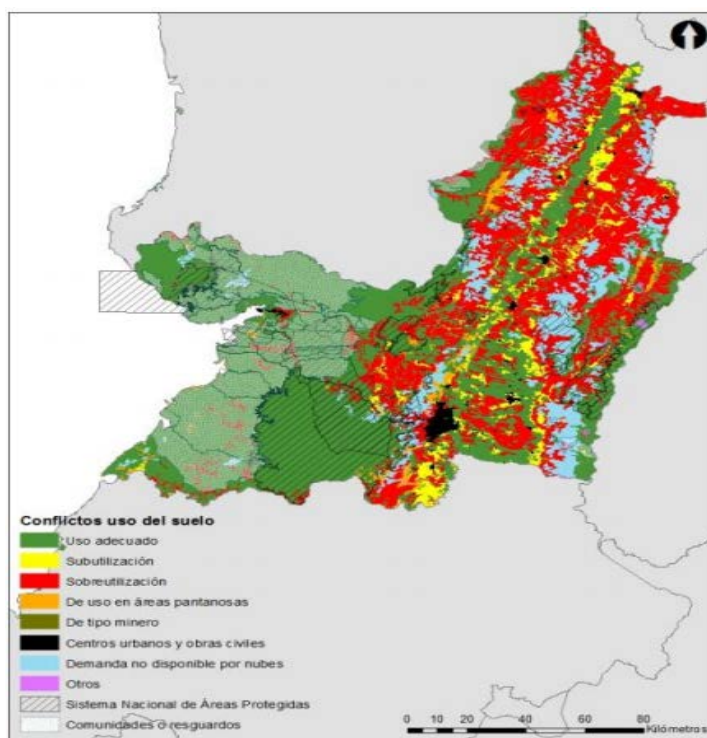 Conflictos uso del suelo
Uso adecuado
Subutilización
Sobreutilización
De uso en áreas pantanosas
De tipo minero
Centros urbanos y obras civiles
Demanda no disponible por nubes
Otros
Sistema Nacional de Áreas Protegidas
Comunidades o resguardos
0 10 20 40 60 80
Kilómetros